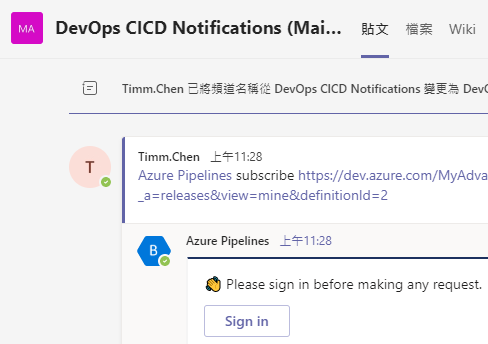 MA DevOps CICD Notifications (Mai... 貼文 檔案 Wiki
Timm.Chen 已將頻道名稱從 DevOps CICD Notifications 變更為 DevO
T
Timm.Chen 上午11:28
Azure Pipelines subscribe https://dev.azure.com/MyAdva
_a=releases&view=mine&definitionId=2
B
Azure Pipelines 上午11:28
Please sign in before making any request.
Sign in